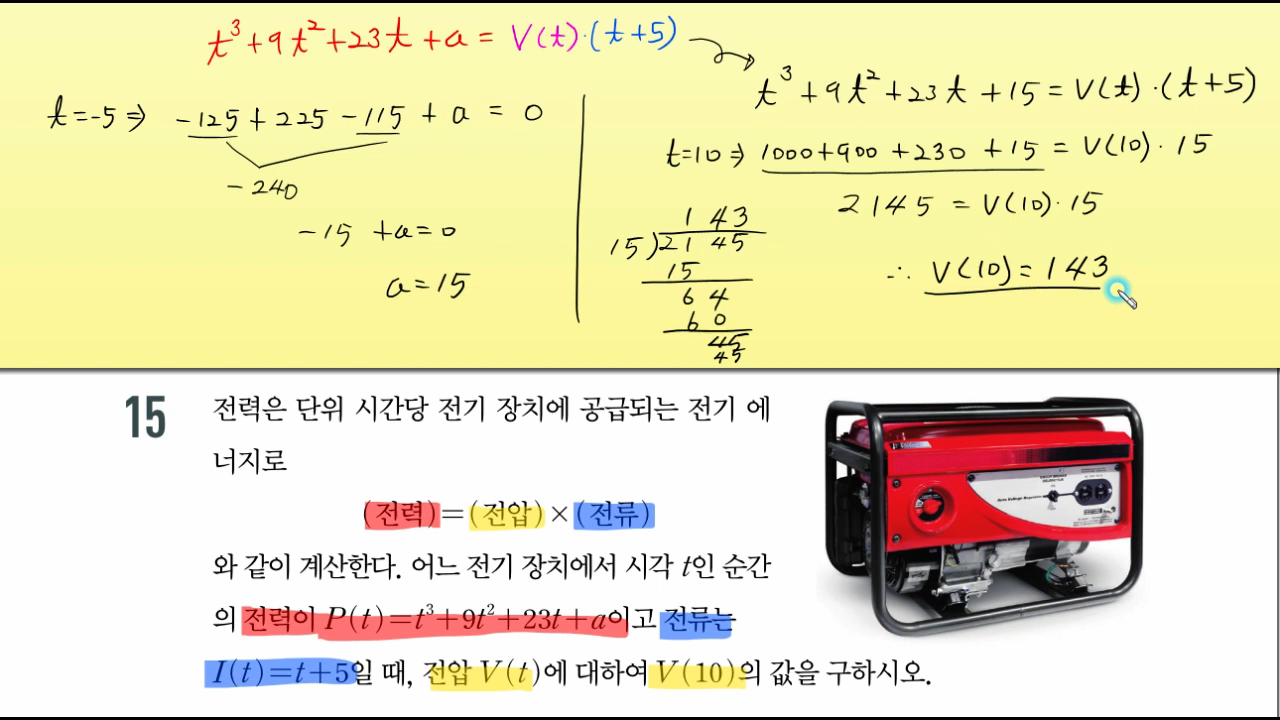 t³+9t²+23t+a = V(t)·(t+5)
t=-5 ⇒ -125+225-115+a = 0
-240
-15 +a=0
a=15
t³+9t²+23t+15=V(t)·(t+5)
t=10 ⇒ 1000+900+230+15=V(10)·15
2145 = V(10)·15
∴ V(10)=143
143
15)2145
15
64
60
45
45
15 전력은 단위 시간당 전기 장치에 공급되는 전기 에
너지로
(전력)=(전압)×(전류)
와 같이 계산한다. 어느 전기 장치에서 시각 t인 순간
의 전력이 P(t)=t³+9t²+23t+a이고 전류는
I(t)=t+5일 때, 전압 V(t)에 대하여 V(10)의 값을 구하시오.